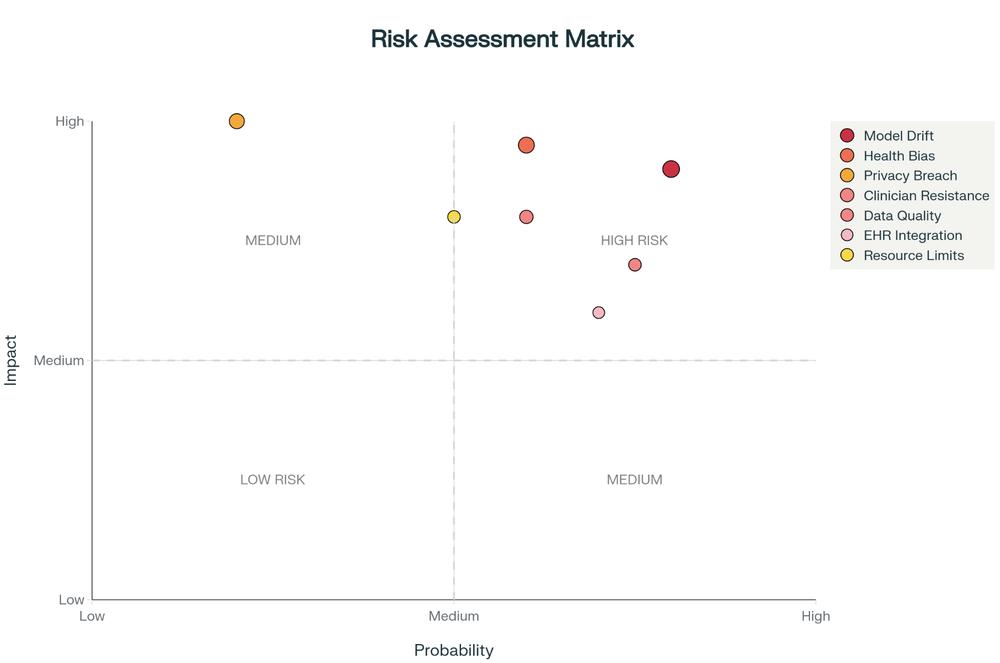 Risk Assessment Matrix
High
Model Drift
Health Bias
Privacy Breach
Clinician Resistance
Data Quality
EHR Integration
Resource Limits
MEDIUM
HIGH RISK
Impact
Medium
LOW RISK
MEDIUM
Low
Low
Medium
High
Probability